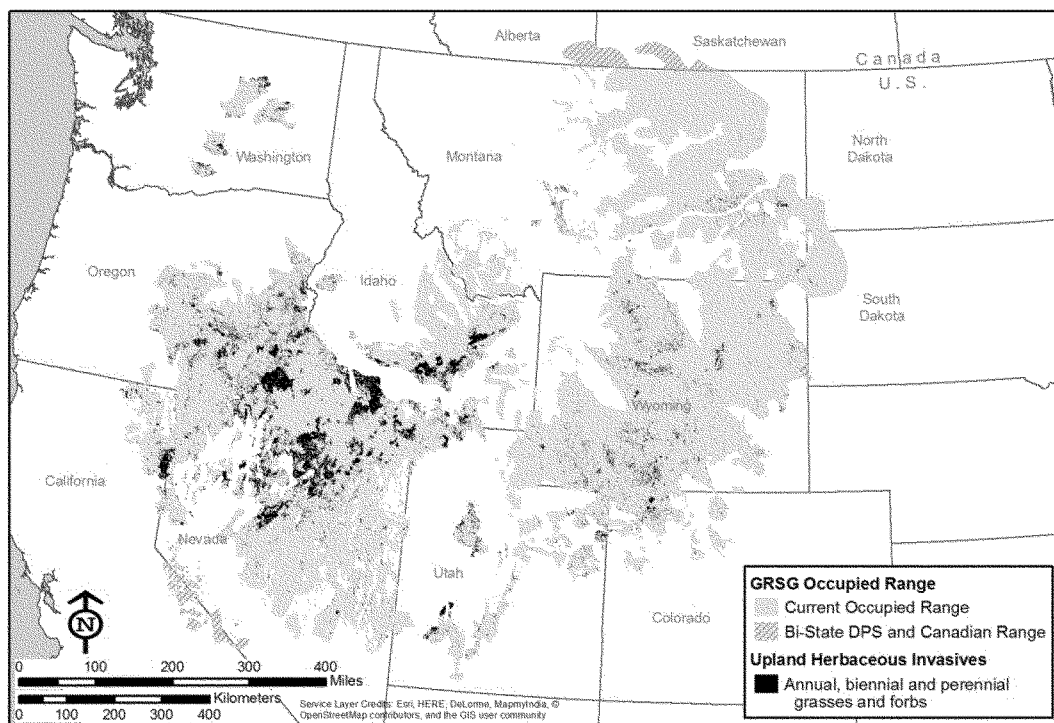 Alberta
Saskatchewan
Canada
U.S.
Washington
Montana
North
Dakota
Oregon
Idaho
South
Dakota
Wyoming
California
Nevada
Utah
Colorado
N
0 100 200 300 400
Miles
Kilometers
0 100 200 300 400
Service Layer Credits: Esri, HERE, DeLorme, MapmyIndia, ©
OpenStreetMap contributors, and the GIS user community
GRSG Occupied Range
Current Occupied Range
Bi-State DPS and Canadian Range
Upland Herbaceous Invasives
Annual, biennial and perennial
grasses and forbs